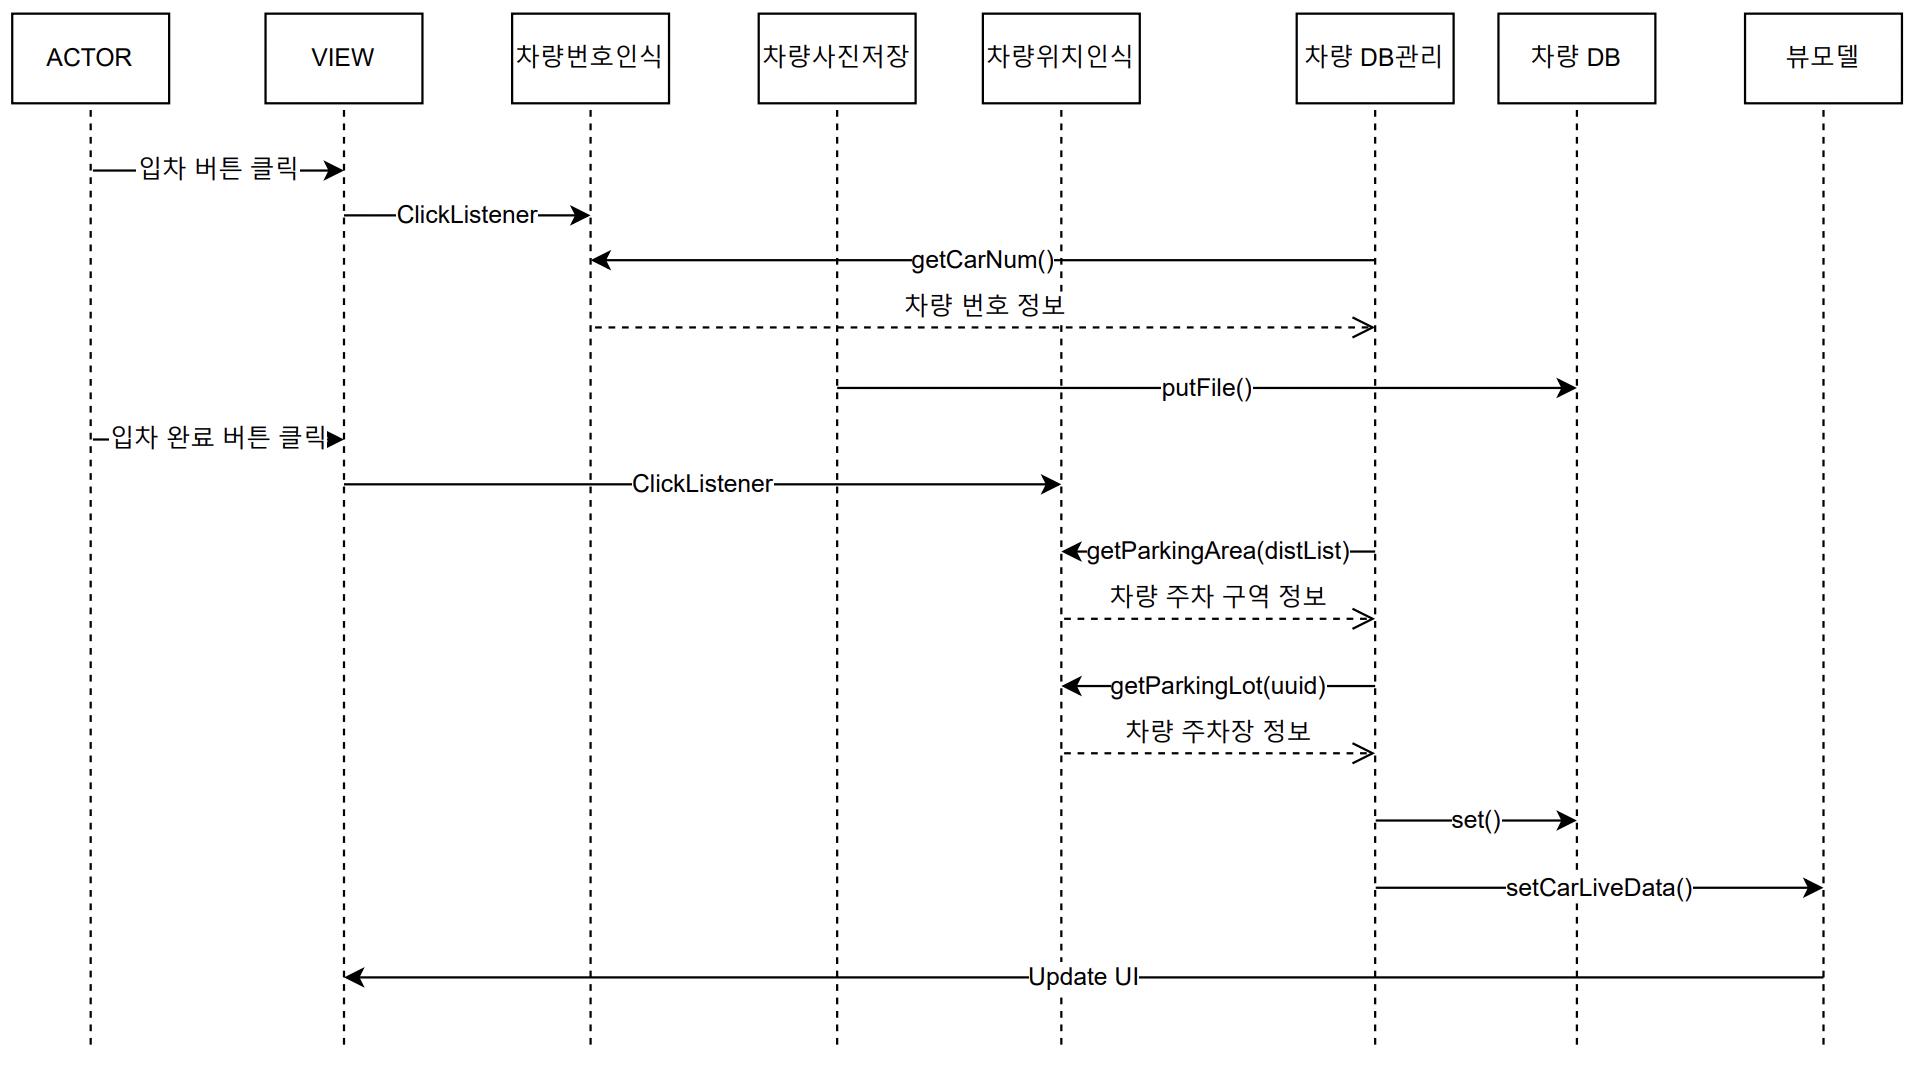 ACTOR
VIEW
차량번호인식
차량사진저장
차량위치인식
차량 DB관리
차량 DB
뷰모델
입차 버튼 클릭
ClickListener
getCarNum()
차량 번호 정보
putFile()
입차 완료 버튼 클릭
ClickListener
getParkingArea(distList)
차량 주차 구역 정보
getParkingLot(uuid)
차량 주차장 정보
set()
setCarLiveData()
Update UI